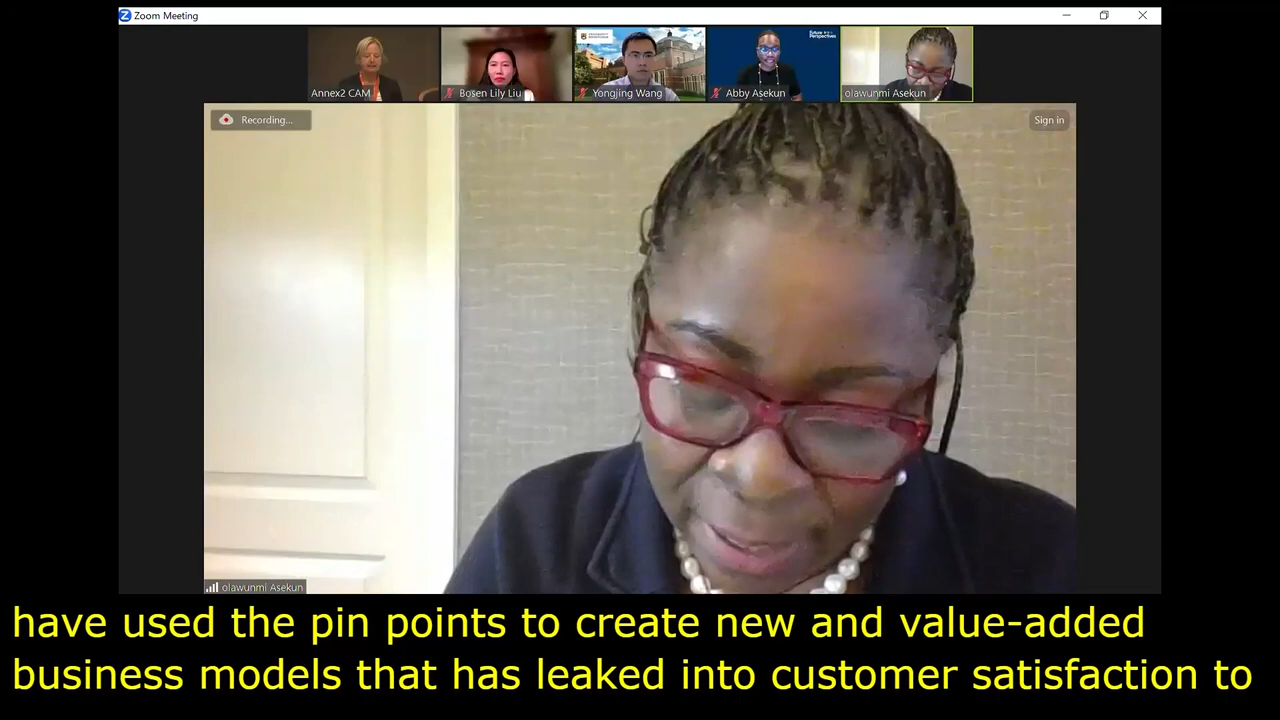 Zoom Meeting
Annex2 CAM
Bosen Lily Liu
Yongjing Wang
Abby Asekun
olawunmi Asekun
Recording...
Sign in
olawunmi Asekun
have used the pin points to create new and value-added
business models that has leaked into customer satisfaction to